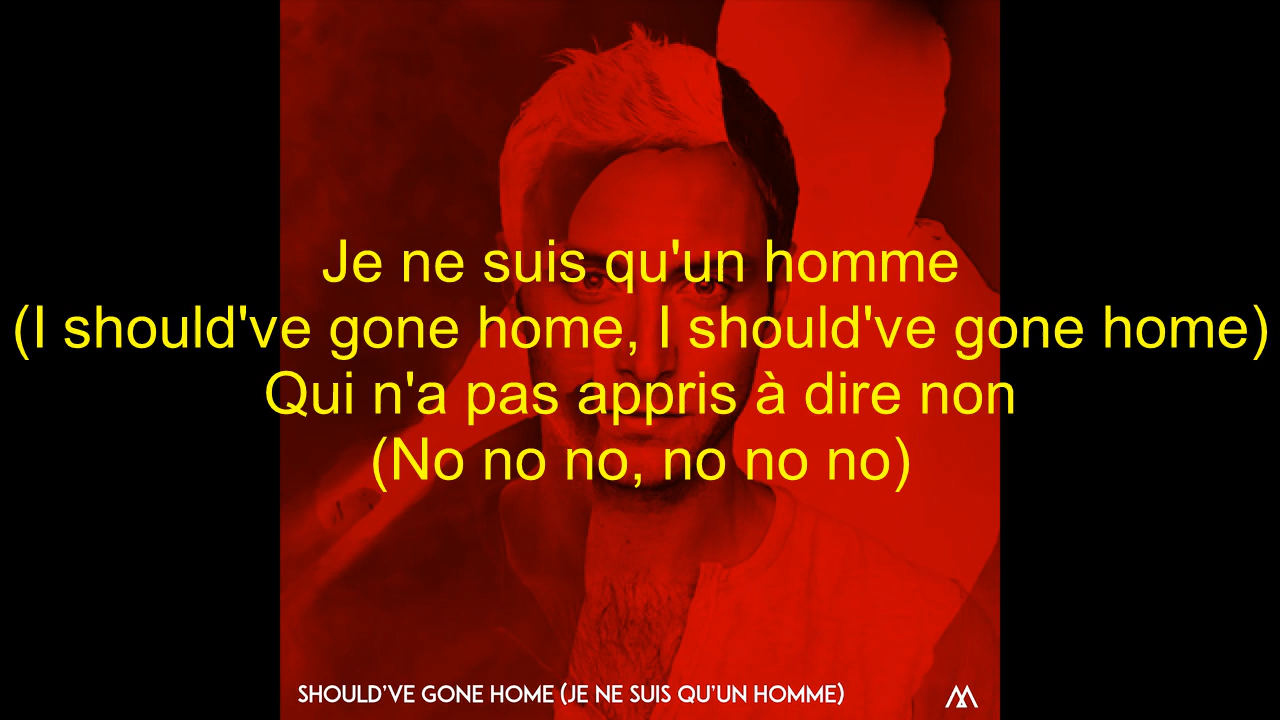 Je ne suis qu'un homme
(I should've gone home, I should've gone home)
Qui n'a pas appris à dire non
(No no no, no no no)
SHOULD'VE GONE HOME (JE NE SUIS QU'UN HOMME)